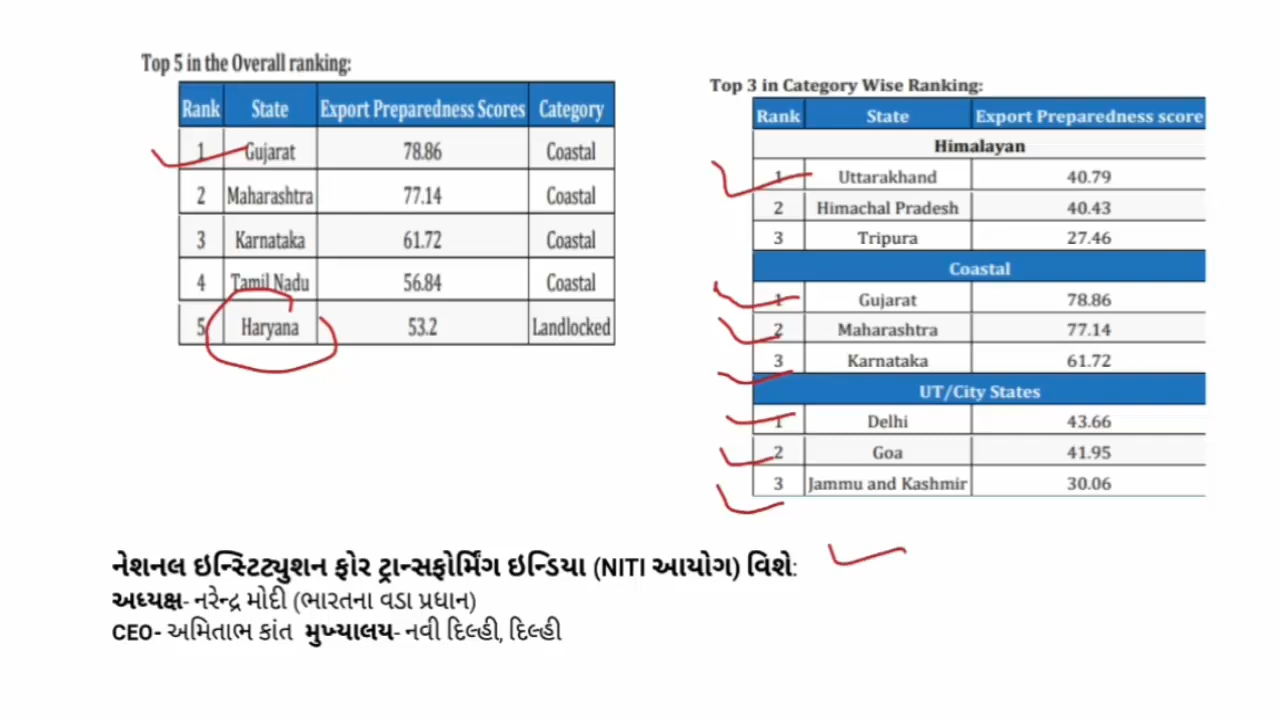 Top 5 in the Overall ranking:
Rank State Export Preparedness Scores Category
1 Gujarat 78.86 Coastal
2 Maharashtra 77.14 Coastal
3 Karnataka 61.72 Coastal
4 Tamil Nadu 56.84 Coastal
5 Haryana 53.2 Landlocked
Top 3 in Category Wise Ranking:
Rank State Export Preparedness score
Himalayan
1 Uttarakhand 40.79
2 Himachal Pradesh 40.43
3 Tripura 27.46
Coastal
1 Gujarat 78.86
2 Maharashtra 77.14
3 Karnataka 61.72
UT/City States
1 Delhi 43.66
2 Goa 41.95
3 Jammu and Kashmir 30.06
નેશનલ ઇન્સ્ટિટ્યુશન ફોર ટ્રાન્સફોર્મિંગ ઇન્ડિયા (NITI આયોગ) વિશે:
અધ્યક્ષ- નરેન્દ્ર મોદી (ભારતના વડા પ્રધાન)
CEO- અમિતાભ કાંત મુખ્યાલય- નવી દિલ્હી, દિલ્હી